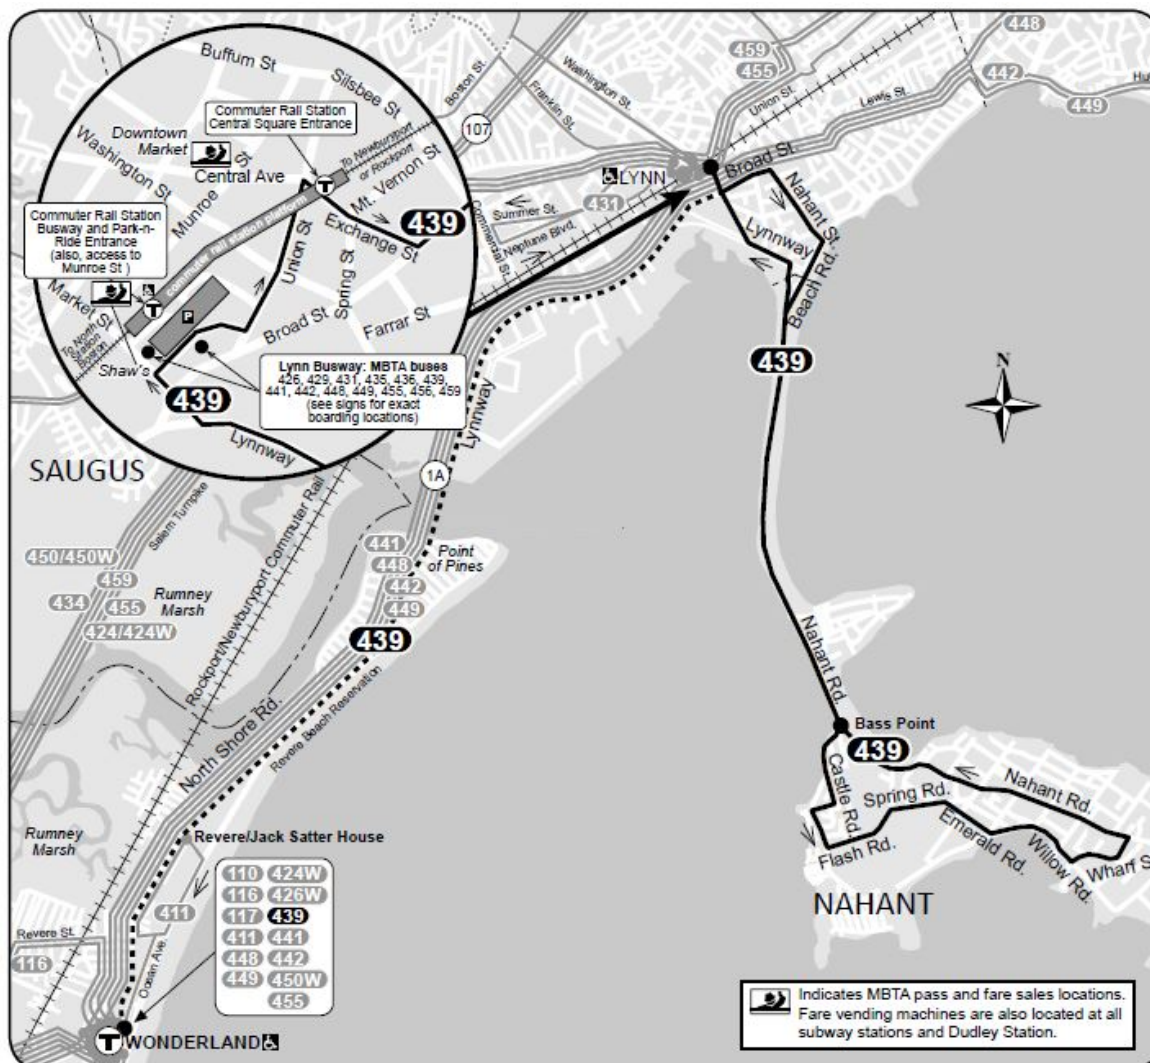 Buffum St
Silsbee St
Commuter Rail Station
Central Square Entrance
Downtown
Market
Washington St
Munroe St
Central Ave
To Newburyport
or Rockport
Mt. Vernon St
439
Exchange St
Commuter Rail Station
Busway and Park-n-
Ride Entrance
(also, access to
Munroe St )
commuter rail station platform
Union St
Spring St
Broad St
Farrar St
Market St
To North
Station
Boston
P
T
T
Shaw's
Lynn Busway: MBTA buses
426, 429, 431, 435, 436, 439,
441, 442, 448, 449, 455, 456, 459
(see signs for exact
boarding locations)
439
Lynnway
Boston St.
107
Franklin St.
Washington St.
459
455
448
442
449
Union St.
Lewis St.
LYNN
Broad St.
431
Summer St.
Neptune Blvd.
Commercial St.
Nahant St.
Lynnway
Beach Rd.
439
N
Lynnway
1A
SAUGUS
Salem Turnpike
Rockport/Newburyport Commuter Rail
450/450W
459
434
455
424/424W
Rumney
Marsh
441
448
442
449
439
Point
of Pines
North Shore Rd.
Revere Beach Reservation
Nahant Rd.
Bass Point
439
Castle Rd.
Spring Rd.
Nahant Rd.
Flash Rd.
Emerald Rd.
Willow Rd.
Wharf S
NAHANT
Rumney
Marsh
Revere/Jack Satter House
110 424W
116 426W
117 439
411 441
448 442
449 450W
455
411
Revere St.
116
Ocean Ave.
T WONDERLAND
Indicates MBTA pass and fare sales locations.
Fare vending machines are also located at all
subway stations and Dudley Station.